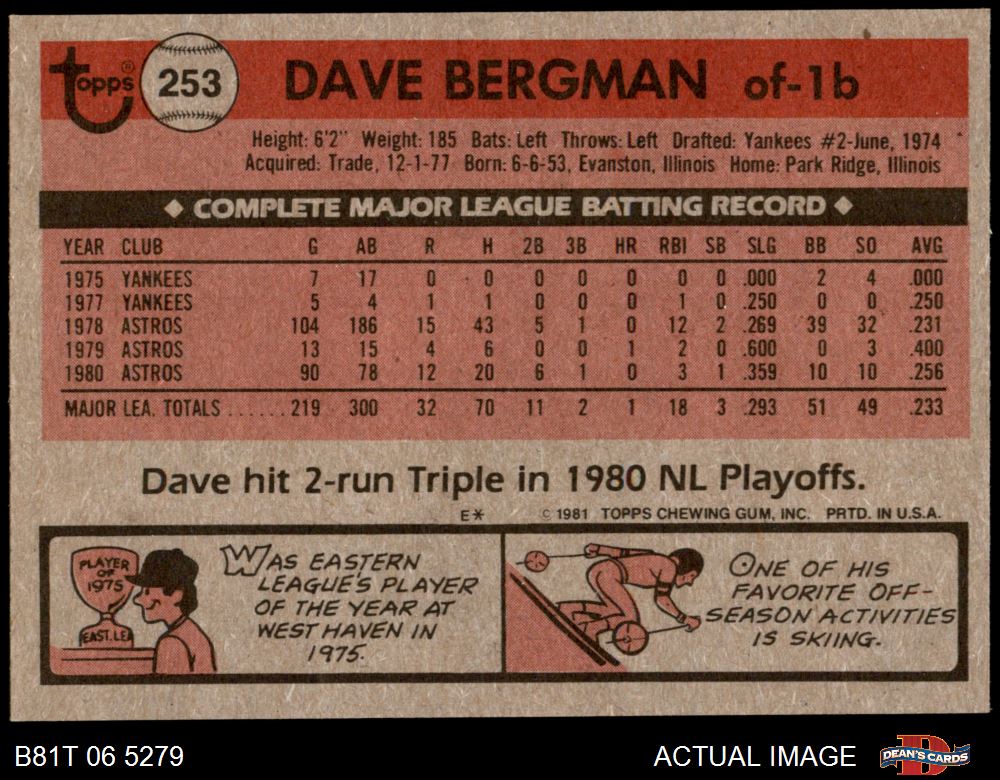 topps®
253
DAVE BERGMAN of-1b
Height: 6'2" Weight: 185 Bats: Left Throws: Left Drafted: Yankees #2-June, 1974
Acquired: Trade, 12-1-77 Born: 6-6-53, Evanston, Illinois Home: Park Ridge, Illinois
◆ COMPLETE MAJOR LEAGUE BATTING RECORD ◆
YEAR CLUB G AB R H 2B 3B HR RBI SB SLG BB SO AVG
1975 YANKEES 7 17 0 0 0 0 0 0 0 .000 2 4 .000
1977 YANKEES 5 4 1 1 0 0 0 1 0 .250 0 0 .250
1978 ASTROS 104 186 15 43 5 1 0 12 2 .269 39 32 .231
1979 ASTROS 13 15 4 6 0 0 1 2 0 .600 0 3 .400
1980 ASTROS 90 78 12 20 6 1 0 3 1 .359 10 10 .256
MAJOR LEA. TOTALS ...... 219 300 32 70 11 2 1 18 3 .293 51 49 .233
Dave hit 2-run Triple in 1980 NL Playoffs.
E* © 1981 TOPPS CHEWING GUM, INC. PRTD. IN U.S.A.
PLAYER
OF
1975
EAST. LEA
WAS EASTERN
LEAGUE'S PLAYER
OF THE YEAR AT
WEST HAVEN IN
1975.
ONE OF HIS
FAVORITE OFF-
SEASON ACTIVITIES
IS SKIING.
B81T 06 5279 ACTUAL IMAGE
DEAN'S CARDS